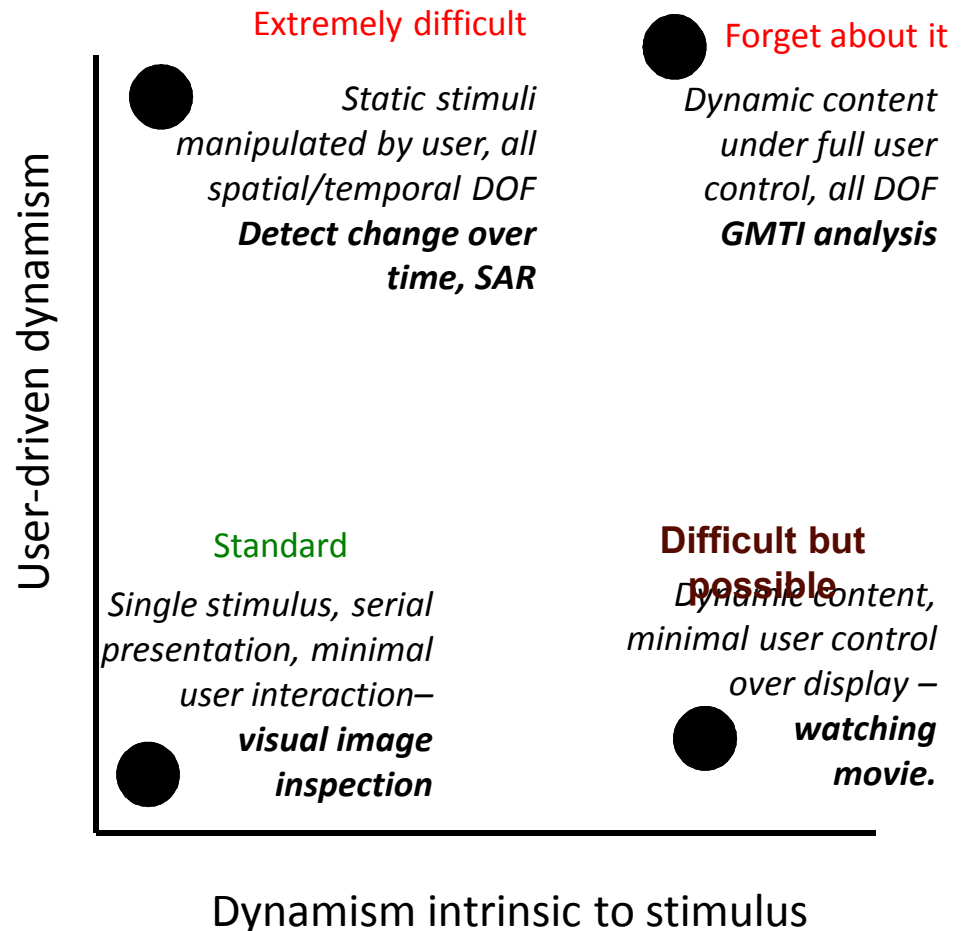 Extremely difficult
Static stimuli
manipulated by user, all
spatial/temporal DOF
Detect change over
time, SAR
Forget about it
Dynamic content
under full user
control, all DOF
GMTI analysis
User-driven dynamism
Standard
Single stimulus, serial
presentation, minimal
user interaction–
visual image
inspection
Difficult but
possible
Dynamic content,
minimal user control
over display –
watching
movie.
Dynamism intrinsic to stimulus